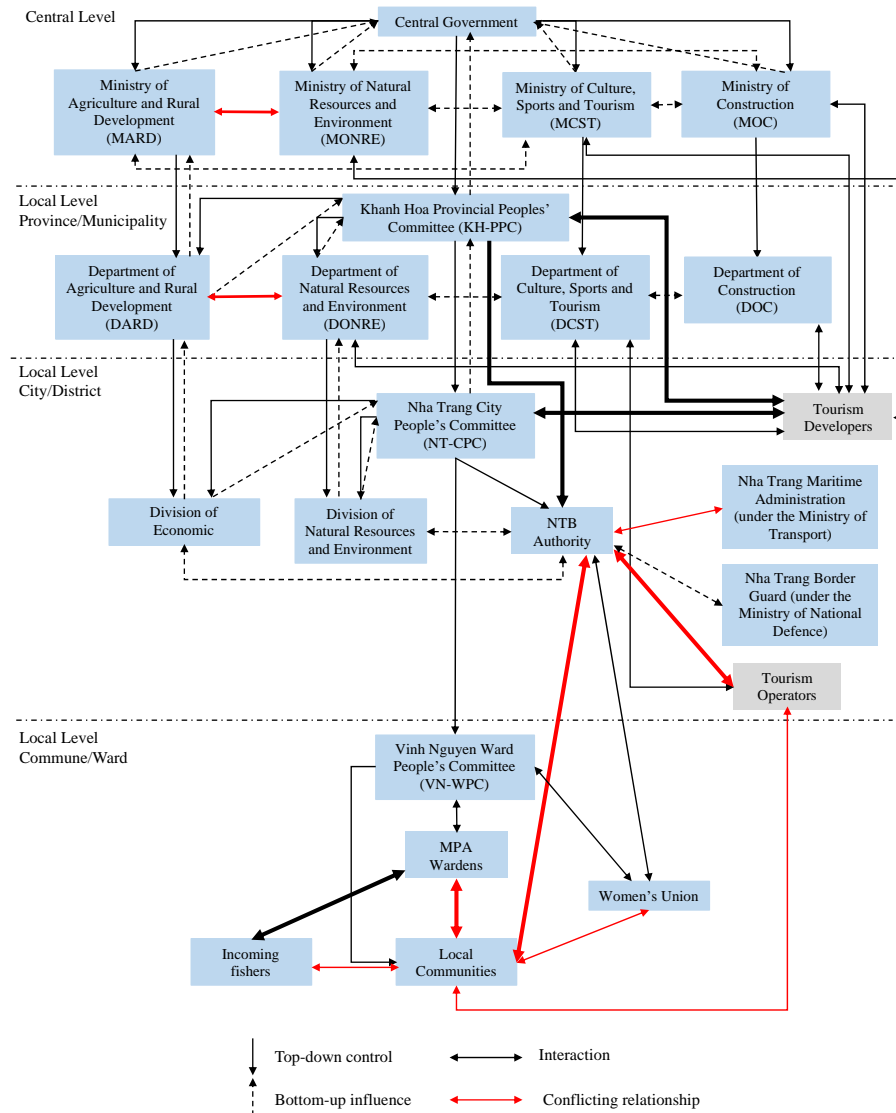 Central Level
Central Government
Ministry of
Agriculture and Rural
Development
(MARD)
Ministry of Natural
Resources and
Environment
(MONRE)
Ministry of Culture,
Sports and Tourism
(MCST)
Ministry of
Construction
(MOC)
Local Level
Province/Municipality
Khanh Hoa Provincial Peoples’
Committee (KH-PPC)
Department of
Agriculture and Rural
Development
(DARD)
Department of
Natural Resources
and Environment
(DONRE)
Department of
Culture, Sports and
Tourism
(DCST)
Department of
Construction
(DOC)
Local Level
City/District
Nha Trang City
People’s Committee
(NT-CPC)
Tourism
Developers
Division of
Economic
Division of
Natural Resources
and Environment
NTB
Authority
Nha Trang Maritime
Administration
(under the Ministry of
Transport)
Nha Trang Border
Guard (under the
Ministry of National
Defence)
Tourism
Operators
Local Level
Commune/Ward
Vinh Nguyen Ward
People’s Committee
(VN-WPC)
MPA
Wardens
Women’s Union
Incoming
fishers
Local
Communities
Top-down control
Interaction
Bottom-up influence
Conflicting relationship